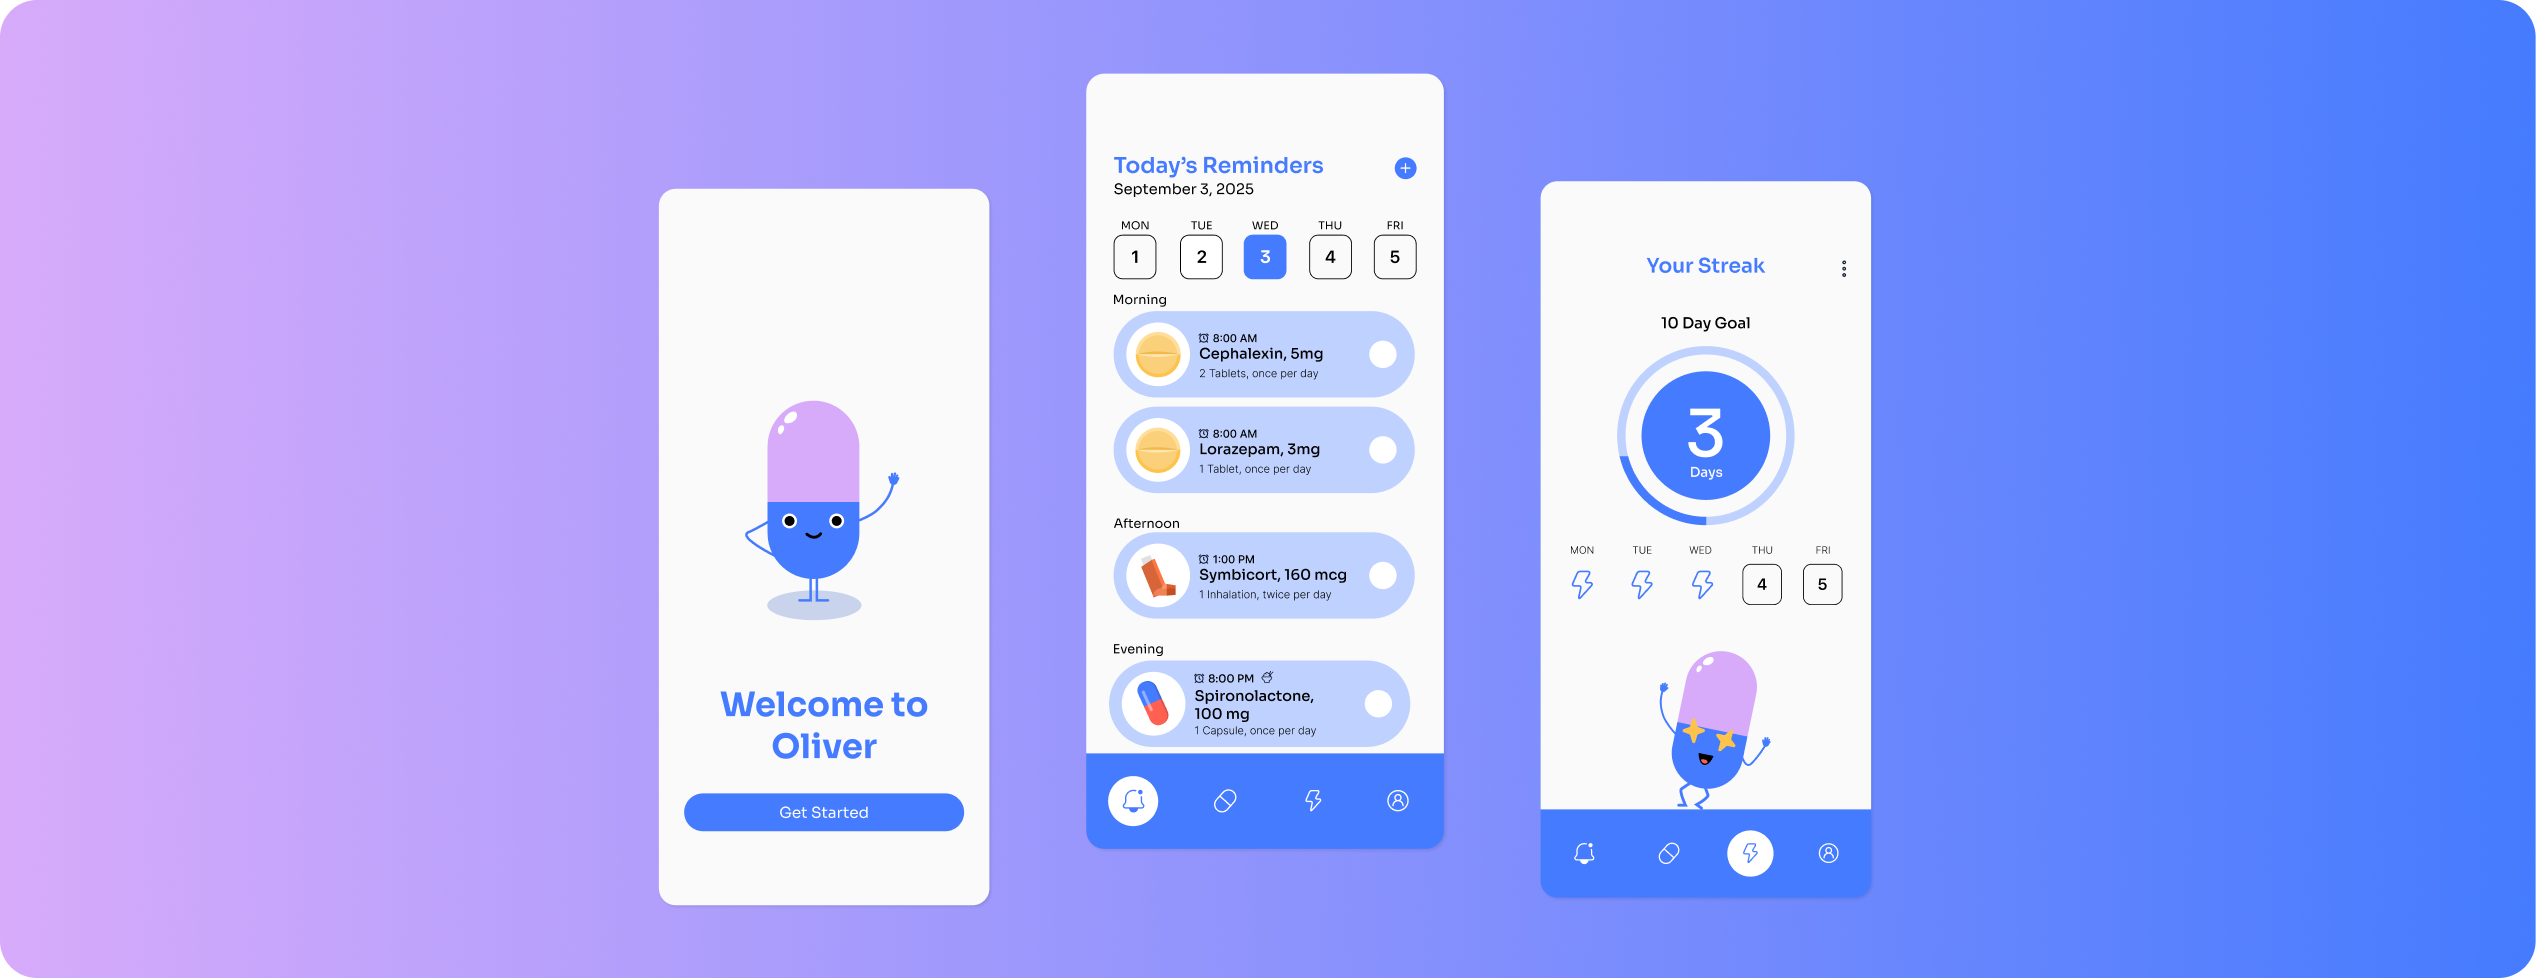 Welcome to
Oliver
Get Started
Today’s Reminders
September 3, 2025
MON TUE WED THU FRI
1 2 3 4 5
Morning
8:00 AM
Cephalexin, 5mg
2 Tablets, once per day
8:00 AM
Lorazepam, 3mg
1 Tablet, once per day
Afternoon
1:00 PM
Symbicort, 160 mcg
1 Inhalation, twice per day
Evening
8:00 PM
Spironolactone,
100 mg
1 Capsule, once per day
Your Streak
10 Day Goal
3
Days
MON TUE WED THU FRI
4 5